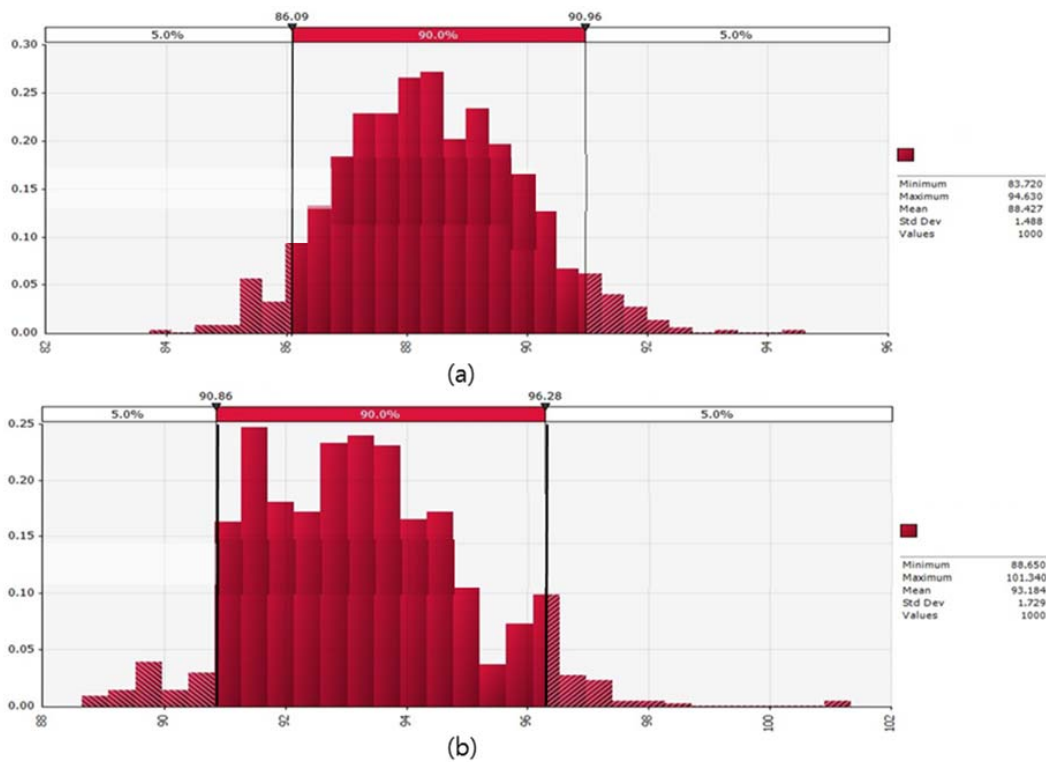 86.09 90.96
5.0% 90.0% 5.0%
0.30
0.25
0.20
0.15
0.10
0.05
0.00
82 84 86 88 90 92 94 96
Minimum 83.720
Maximum 94.630
Mean 88.427
Std Dev 1.488
Values 1000
(a)
90.86 96.28
5.0% 90.0% 5.0%
0.25
0.20
0.15
0.10
0.05
0.00
88 90 92 94 96 98 100 102
Minimum 88.650
Maximum 101.340
Mean 93.184
Std Dev 1.729
Values 1000
(b)